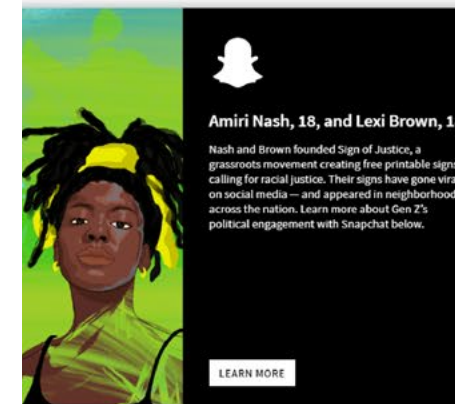 Amiri Nash, 18, and Lexi Brown, 1
Nash and Brown founded Sign of Justice, a
grassroots movement creating free printable signs
calling for racial justice. Their signs have gone vira
on social media — and appeared in neighborhood
across the nation. Learn more about Gen Z's
political engagement with Snapchat below.
LEARN MORE